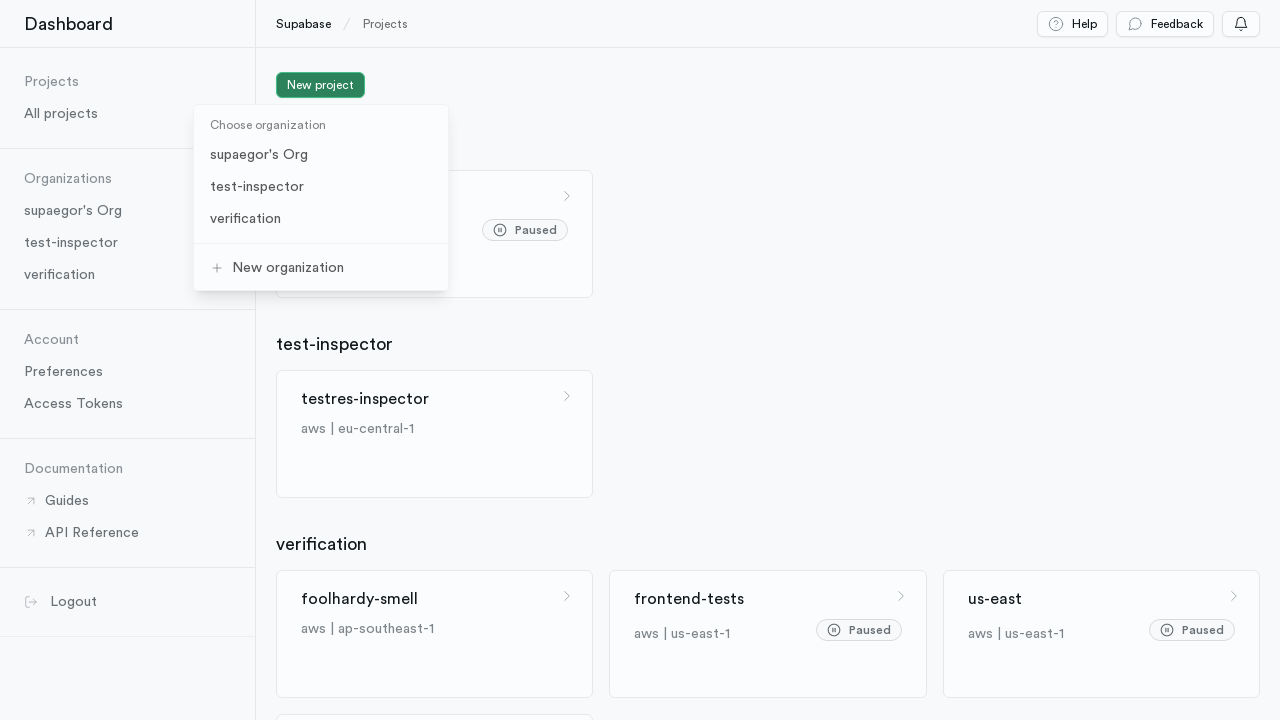 Dashboard
Supabase / Projects
Help
Feedback
Projects
All projects
Organizations
supaegor's Org
test-inspector
verification
Account
Preferences
Access Tokens
Documentation
Guides
API Reference
Logout
New project
Choose organization
supaegor's Org
test-inspector
verification
New organization
Paused
test-inspector
testres-inspector
aws | eu-central-1
verification
foolhardy-smell
aws | ap-southeast-1
frontend-tests
aws | us-east-1
Paused
us-east
aws | us-east-1
Paused